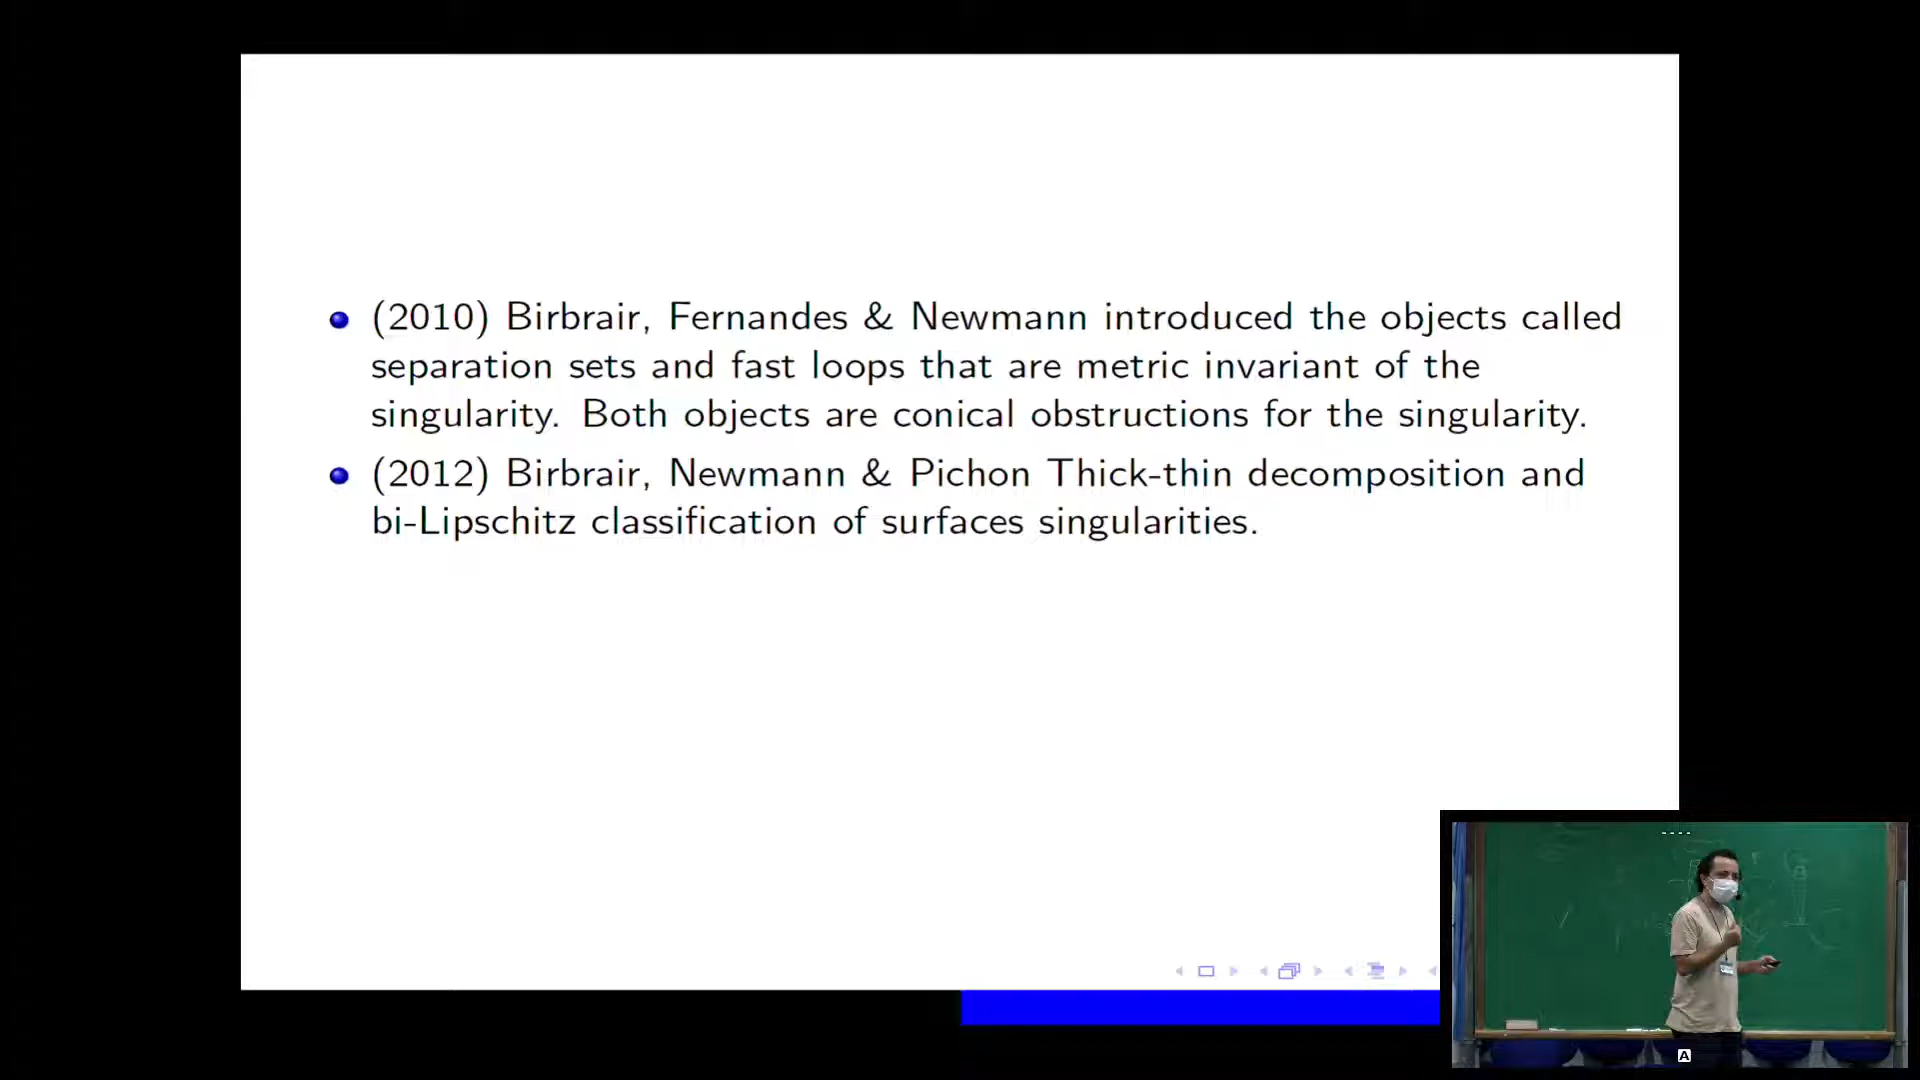 (2010) Birbrair, Fernandes & Newmann introduced the objects called
separation sets and fast loops that are metric invariant of the
singularity. Both objects are conical obstructions for the singularity.
(2012) Birbrair, Newmann & Pichon Thick-thin decomposition and
bi-Lipschitz classification of surfaces singularities.
A